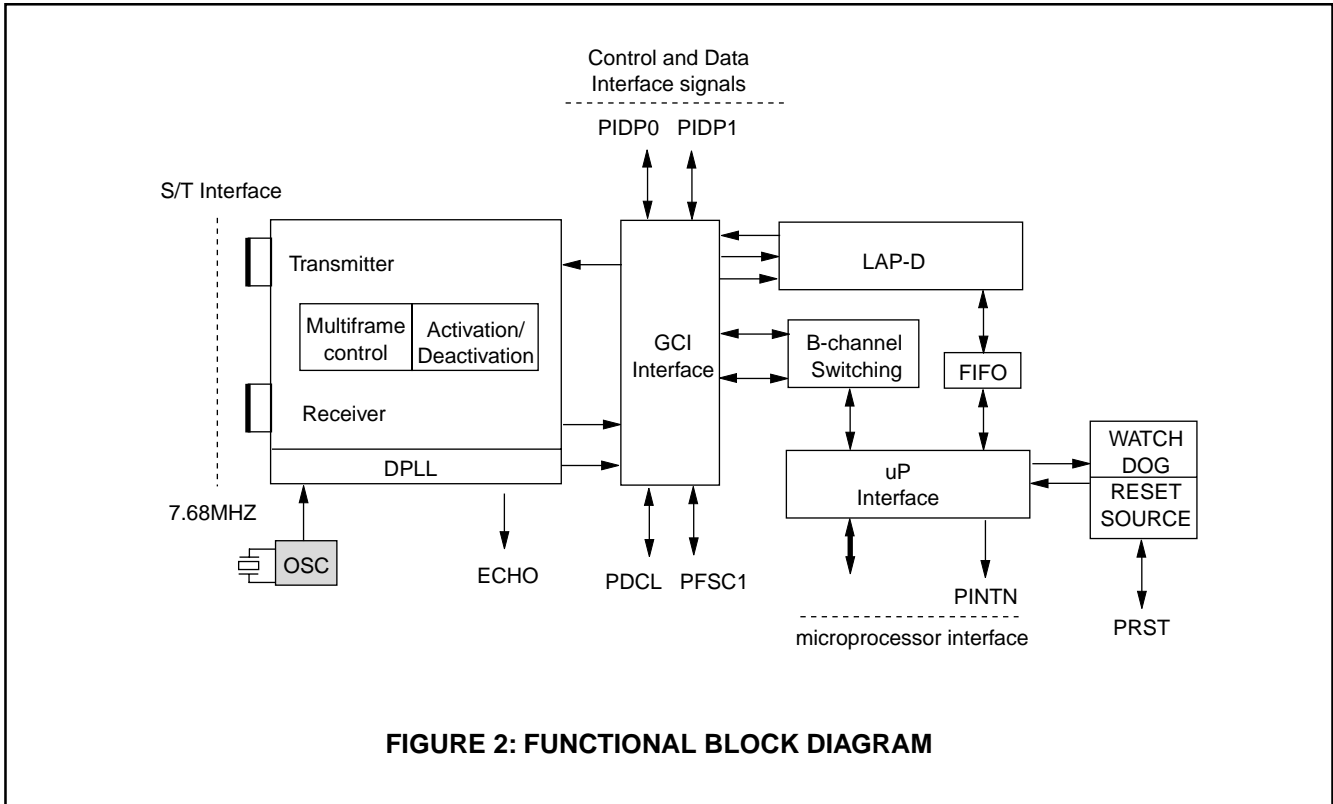 Control and Data
Interface signals
PIDP0 PIDP1
S/T Interface
Transmitter
Multiframe
control
Activation/
Deactivation
Receiver
DPLL
7.68MHZ
OSC
ECHO
GCI
Interface
PDCL PFSC1
LAP-D
B-channel
Switching
FIFO
uP
Interface
WATCH
DOG
RESET
SOURCE
PINTN
microprocessor interface
PRST
FIGURE 2: FUNCTIONAL BLOCK DIAGRAM